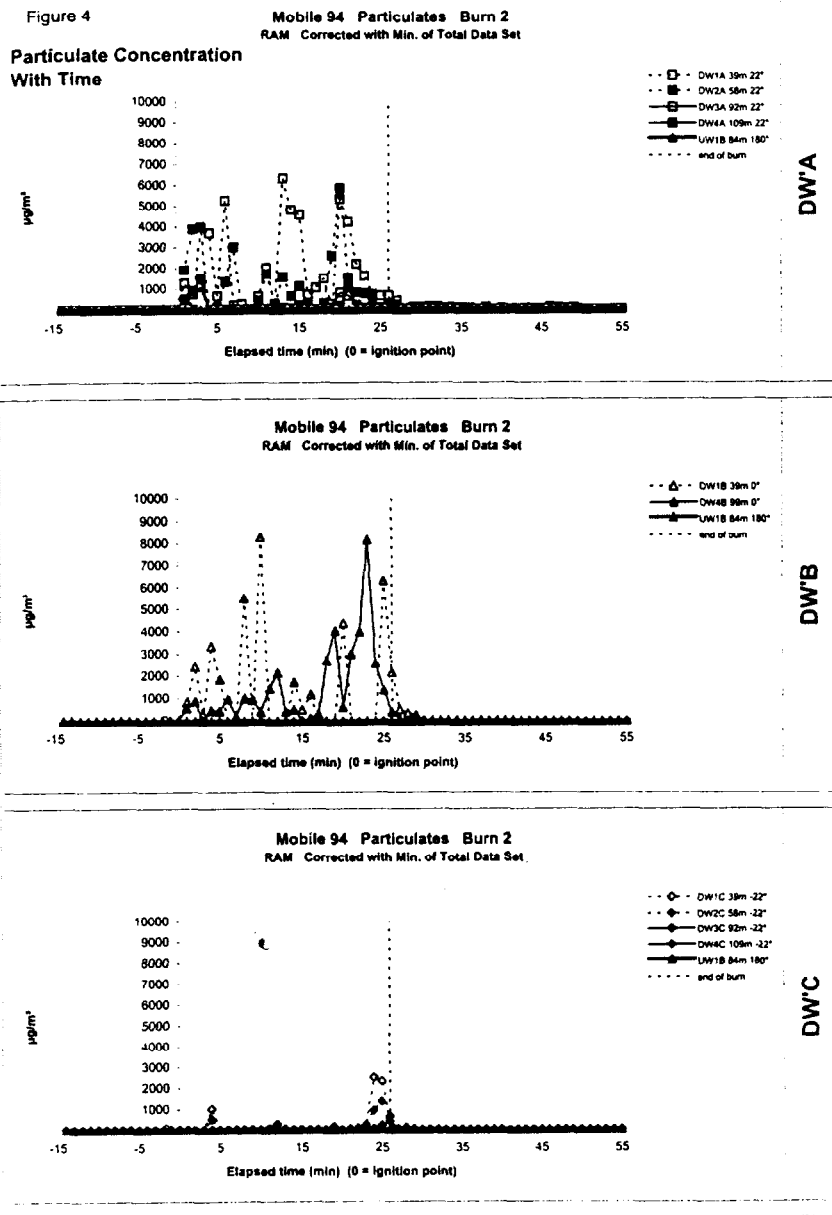 Figure 4
Mobile 94 Particulates Burn 2
RAM Corrected with Min. of Total Data Set
Particulate Concentration
With Time
DW1A 39m 22°
DW2A 58m 22°
DW3A 92m 22°
DW4A 109m 22°
UW1B 84m 180°
end of burn
10000
9000
8000
7000
6000
5000
4000
3000
2000
1000
µg/m³
-15 -5 5 15 25 35 45 55
Elapsed time (min) (0 = ignition point)
DW'A
Mobile 94 Particulates Burn 2
RAM Corrected with Min. of Total Data Set
DW1B 39m 0°
DW4B 99m 0°
UW1B 84m 180°
end of burn
10000
9000
8000
7000
6000
5000
4000
3000
2000
1000
µg/m³
-15 -5 5 15 25 35 45 55
Elapsed time (min) (0 = ignition point)
DW'B
Mobile 94 Particulates Burn 2
RAM Corrected with Min. of Total Data Set
DW1C 39m -22°
DW2C 58m -22°
DW3C 92m -22°
DW4C 109m -22°
UW1B 84m 180°
end of burn
10000
9000
8000
7000
6000
5000
4000
3000
2000
1000
µg/m³
-15 -5 5 15 25 35 45 55
Elapsed time (min) (0 = ignition point)
DW'C